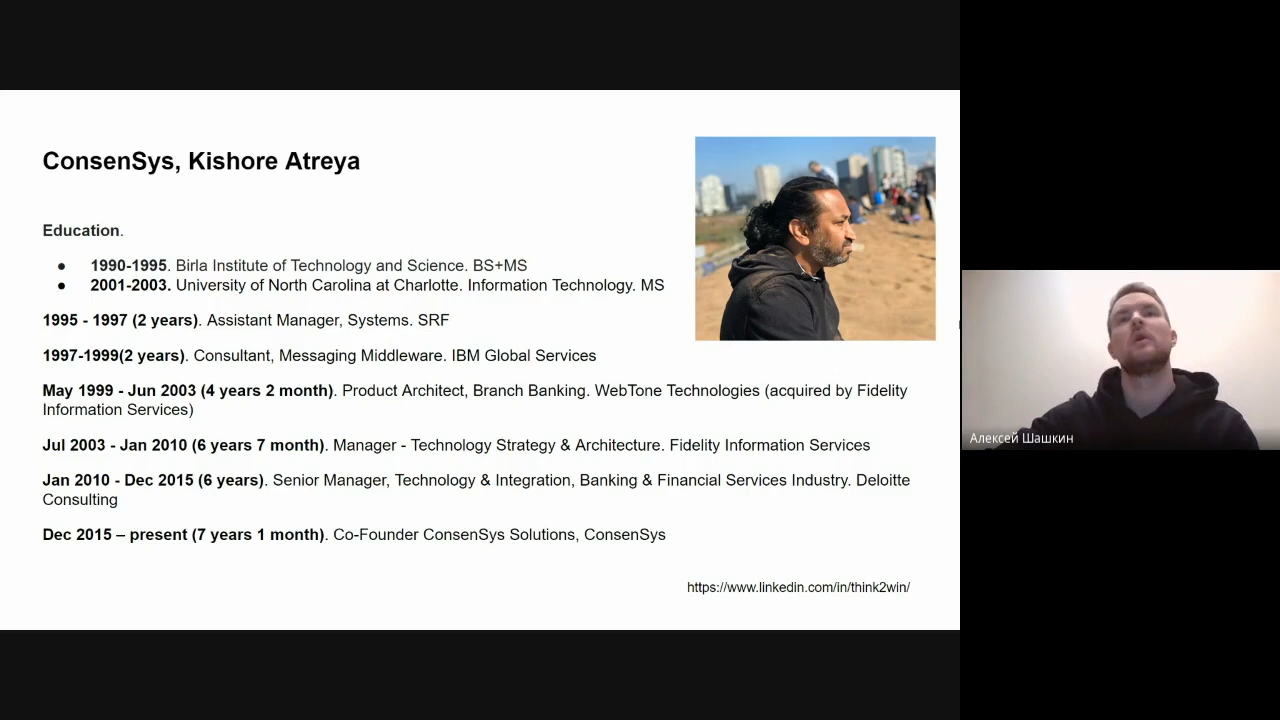 ConsenSys, Kishore Atreya
Education.
● 1990-1995. Birla Institute of Technology and Science. BS+MS
● 2001-2003. University of North Carolina at Charlotte. Information Technology. MS
1995 - 1997 (2 years). Assistant Manager, Systems. SRF
1997-1999(2 years). Consultant, Messaging Middleware. IBM Global Services
May 1999 - Jun 2003 (4 years 2 month). Product Architect, Branch Banking. WebTone Technologies (acquired by Fidelity
Information Services)
Jul 2003 - Jan 2010 (6 years 7 month). Manager - Technology Strategy & Architecture. Fidelity Information Services
Jan 2010 - Dec 2015 (6 years). Senior Manager, Technology & Integration, Banking & Financial Services Industry. Deloitte
Consulting
Dec 2015 – present (7 years 1 month). Co-Founder ConsenSys Solutions, ConsenSys
https://www.linkedin.com/in/think2win/
Алексей Шашкин